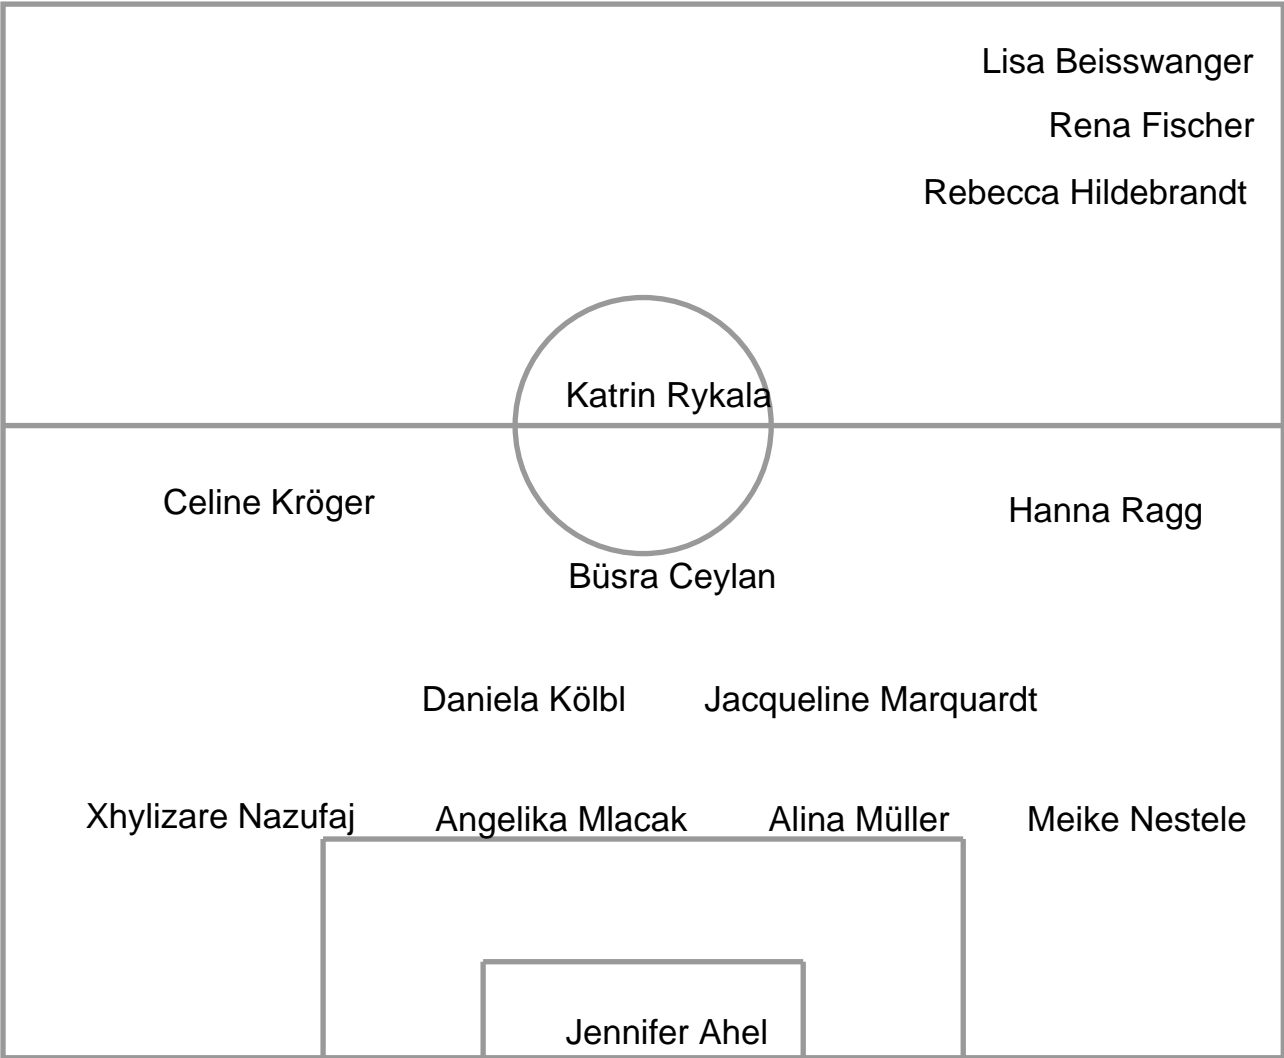 Lisa Beisswanger
Rena Fischer
Rebecca Hildebrandt
Katrin Rykala
Celine Kröger
Hanna Ragg
Büsra Ceylan
Daniela Kölbl
Jacqueline Marquardt
Xhylizare Nazufaj
Angelika Mlacak
Alina Müller
Meike Nestele
Jennifer Ahel